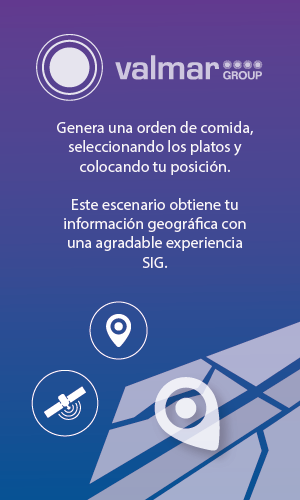 valmar
GROUP
Genera una orden de comida,
seleccionando los platos y
colocando tu posición.
Este escenario obtiene tu
información geográfica con
una agradable experiencia
SIG.